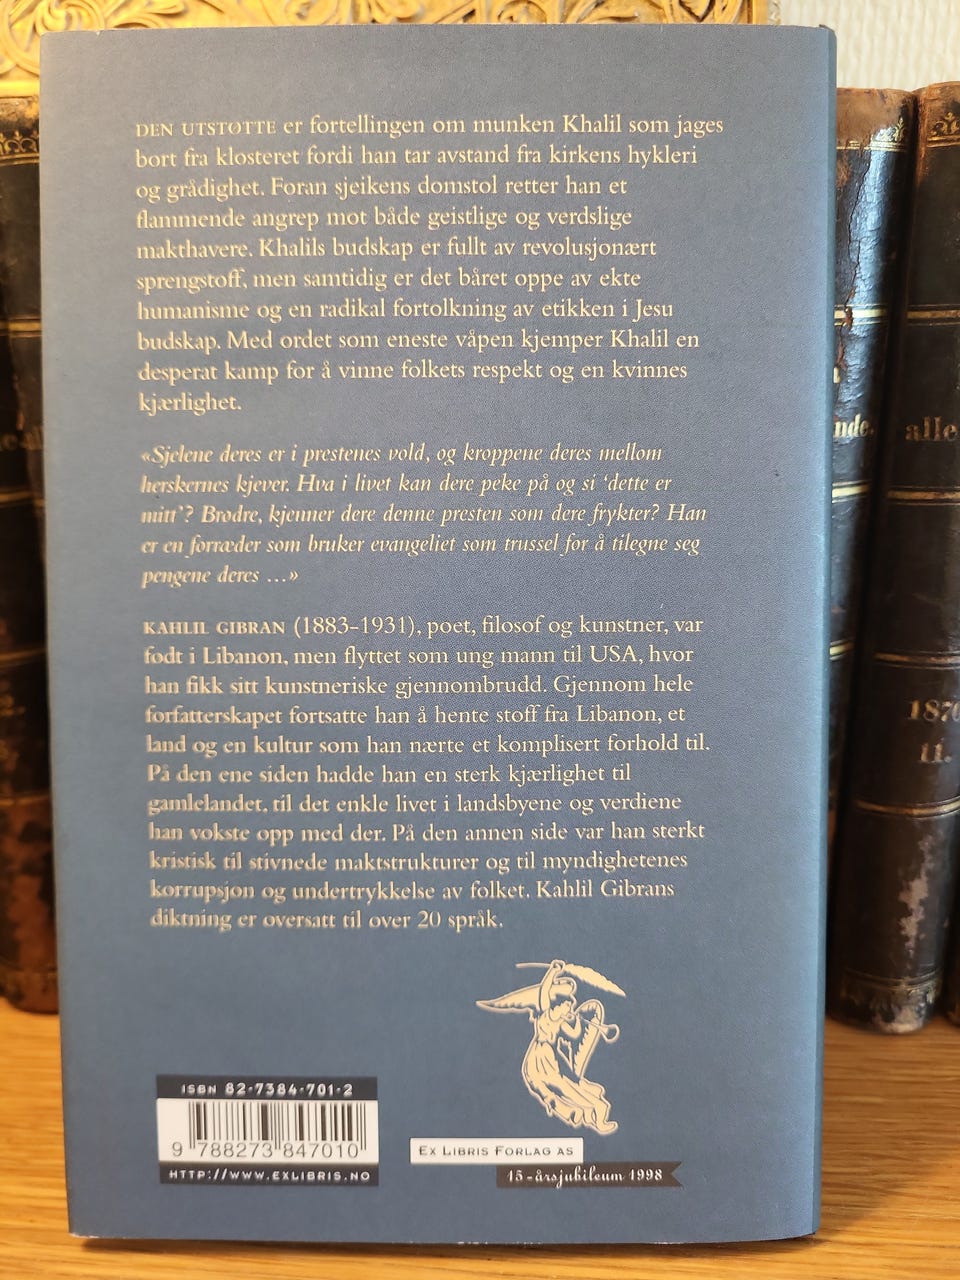 DEN UTSTØTTE er fortellingen om munken Khalil som jages
bort fra klosteret fordi han tar avstand fra kirkens hykleri
og grådighet. Foran sjeikens domstol retter han et
flammende angrep mot både geistlige og verdslige
makthavere. Khalils budskap er fullt av revolusjonært
sprengstoff, men samtidig er det båret oppe av ekte
humanisme og en radikal fortolkning av etikken i Jesu
budskap. Med ordet som eneste våpen kjemper Khalil en
desperat kamp for å vinne folkets respekt og en kvinnes
kjærlighet.
«Sjelene deres er i prestenes vold, og kroppene deres mellom
herskernes kjever. Hva i livet kan dere peke på og si ‘dette er
mitt’? Brødre, kjenner dere denne presten som dere frykter? Han
er en forræder som bruker evangeliet som trussel for å tilegne seg
pengene deres …»
KAHLIL GIBRAN (1883–1931), poet, filosof og kunstner, var
født i Libanon, men flyttet som ung mann til USA, hvor
han fikk sitt kunstneriske gjennombrudd. Gjennom hele
forfatterskapet fortsatte han å hente stoff fra Libanon, et
land og en kultur som han nærte et komplisert forhold til.
På den ene siden hadde han en sterk kjærlighet til
gamlelandet, til det enkle livet i landsbyene og verdiene
han vokste opp med der. På den annen side var han sterkt
kristisk til stivnede maktstrukturer og til myndighetenes
korrupsjon og undertrykkelse av folket. Kahlil Gibrans
diktning er oversatt til over 20 språk.
ISBN 82-7384-701-2
9 788273 847010
HTTP://WWW.EXLIBRIS.NO
EX LIBRIS FORLAG AS
15-årsjubileum 1998
alle
1870
11.